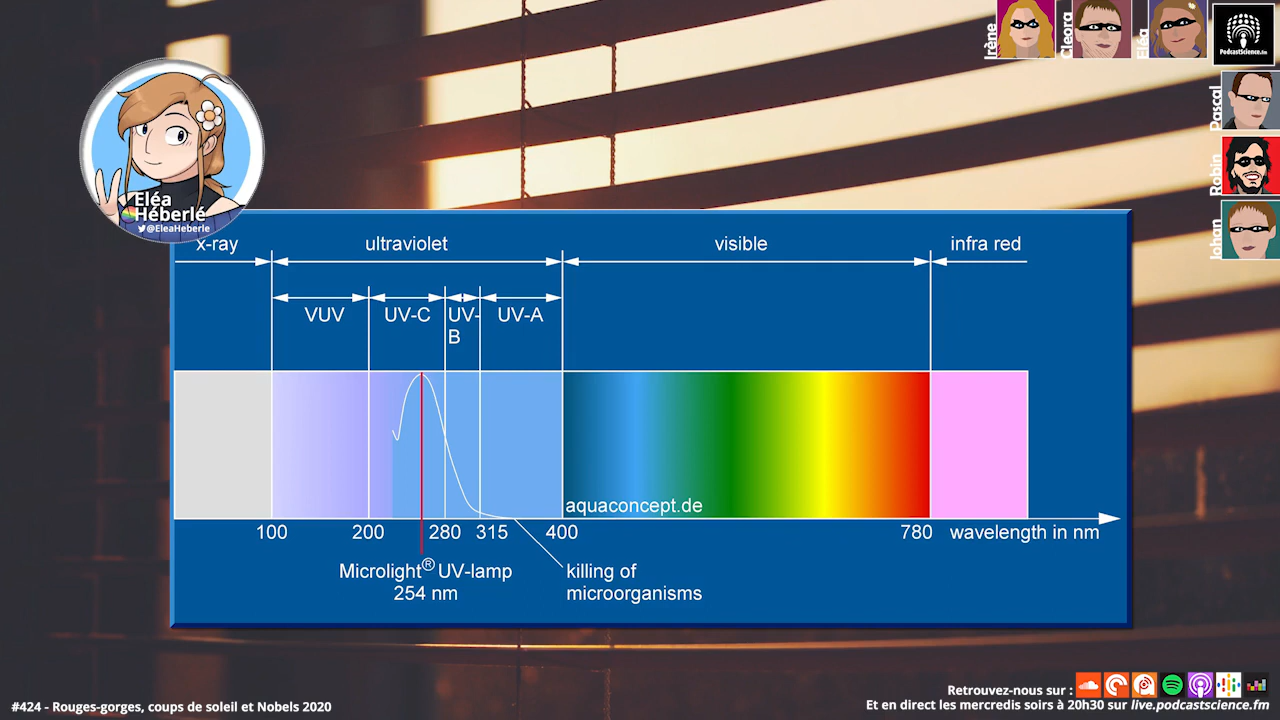 Irène
Cleora
Eléa
PodcastScience.fm
Pascal
Robin
Johan
Eléa
Héberlé
@EleaHeberle
x-ray
ultraviolet
visible
infra red
VUV
UV-C
UV-
B
UV-A
aquaconcept.de
100
200
280
315
400
780
wavelength in nm
Microlight® UV-lamp
254 nm
killing of
microorganisms
Retrouvez-nous sur :
Et en direct les mercredis soirs à 20h30 sur live.podcastscience.fm
#424 - Rouges-gorges, coups de soleil et Nobels 2020